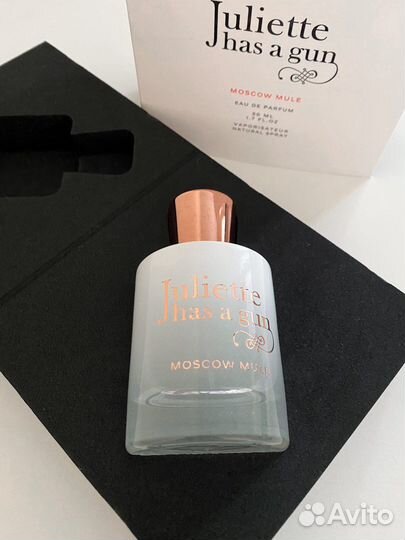 Juliette
has a gun
MOSCOW MULE
EAU DE PARFUM
50 ML
1.7 FL.OZ
VAPORISATEUR
NATURAL SPRAY
Juliette
has a gun
MOSCOW MULE
Avito